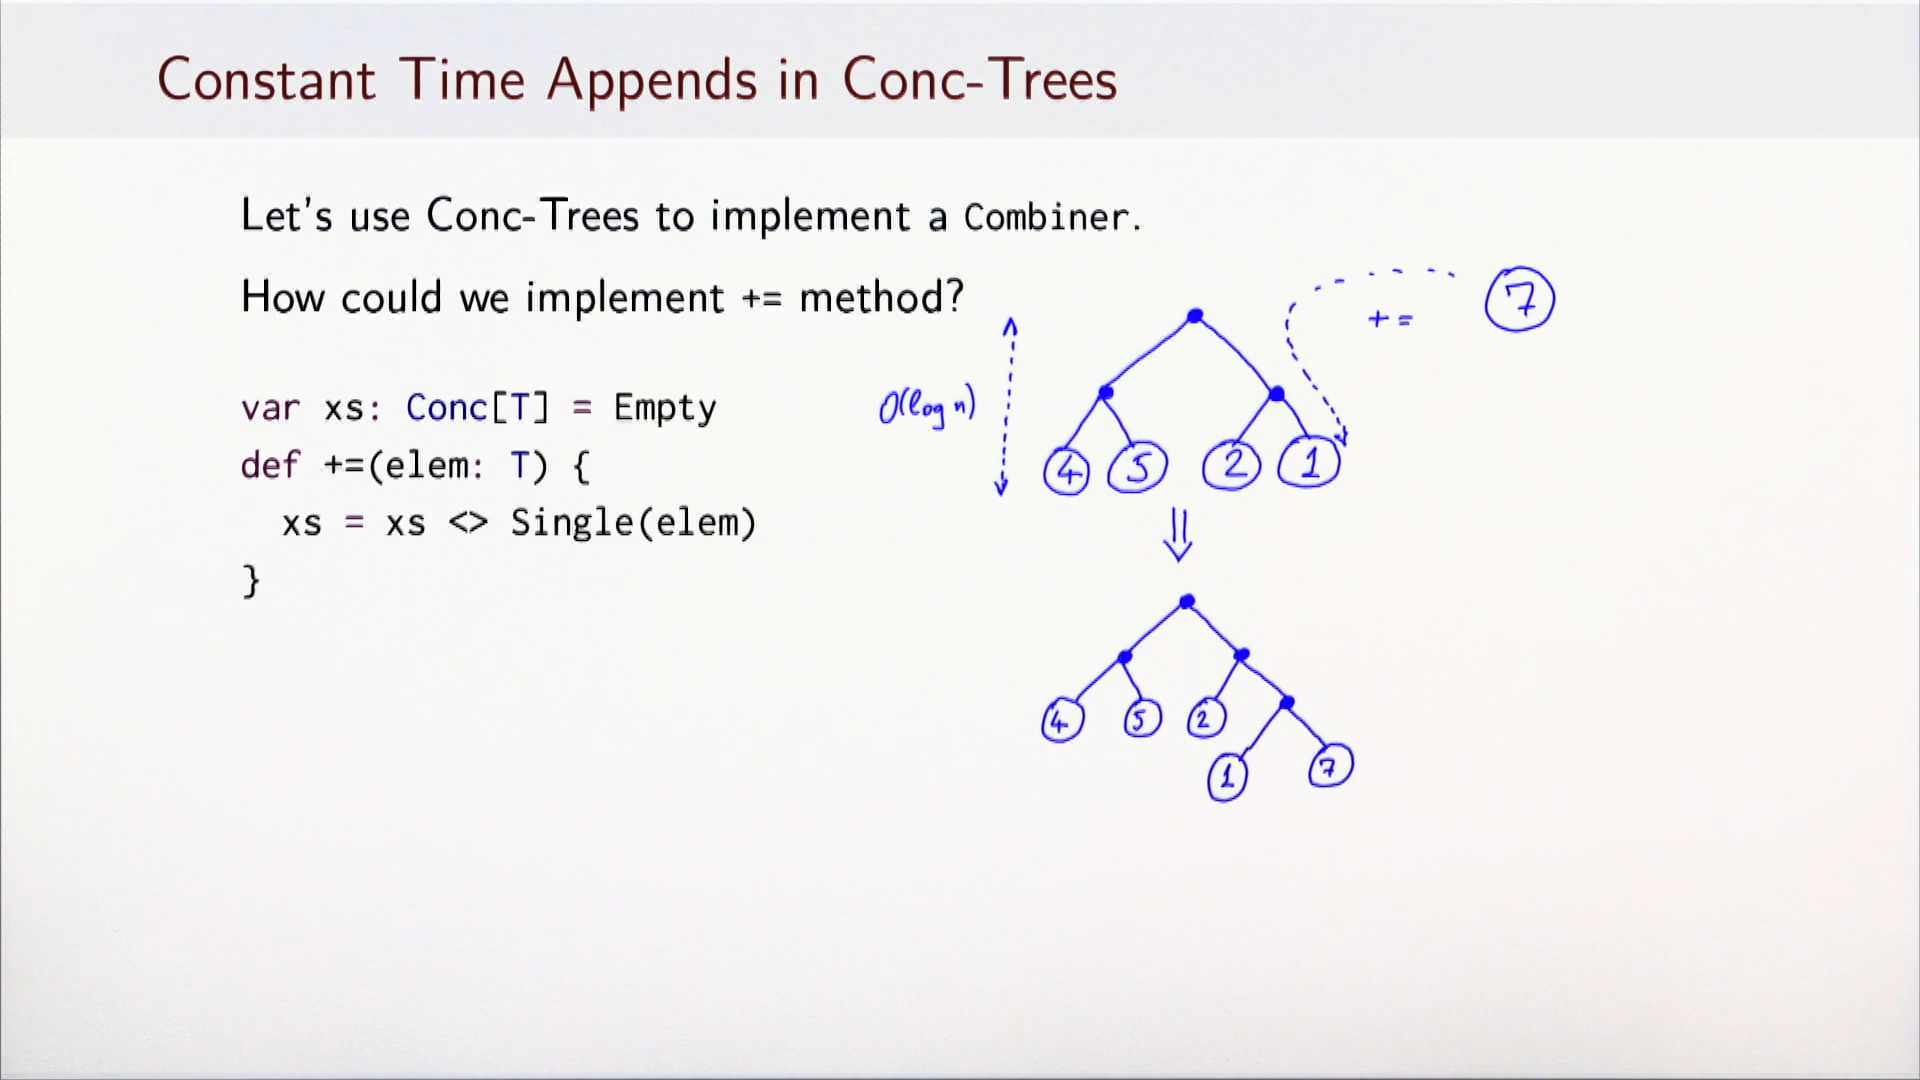 Constant Time Appends in Conc-Trees
Let's use Conc-Trees to implement a Combiner.
How could we implement += method?
var xs: Conc[T] = Empty
def +=(elem: T) {
xs = xs <> Single(elem)
}
7
+ =
O(log n)
4 5 2 1
4 5 2
1 7